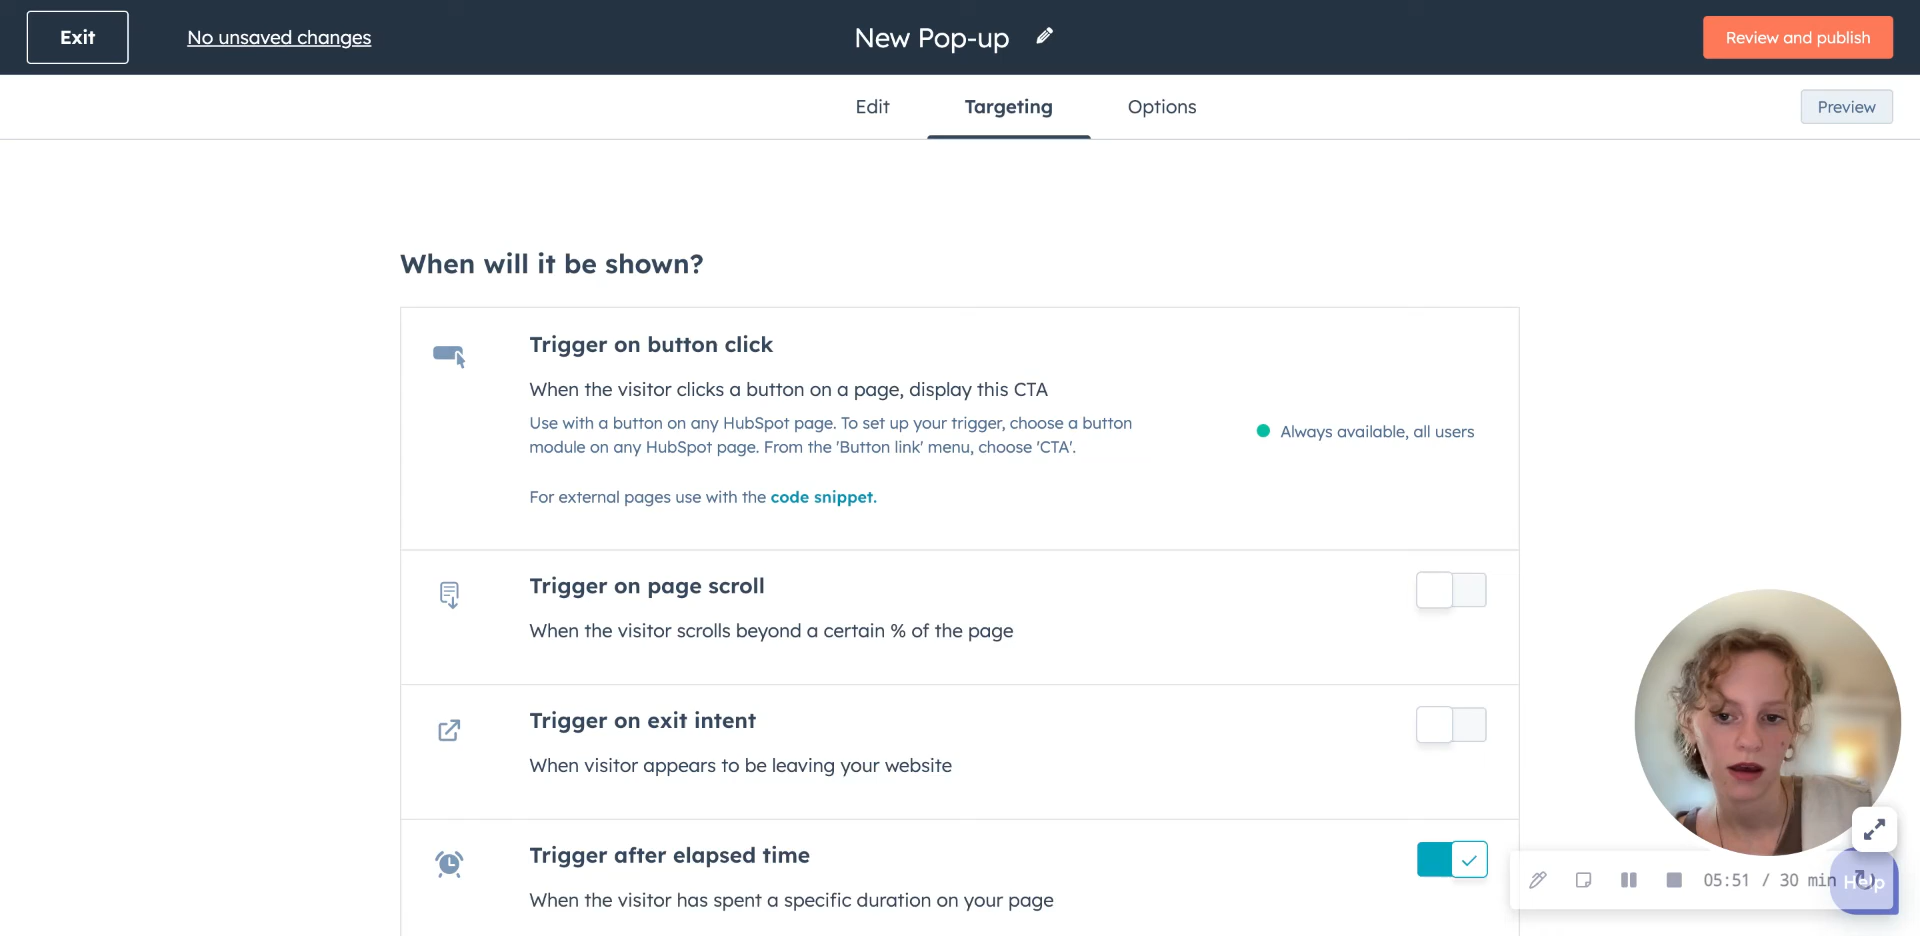 Exit
No unsaved changes
New Pop-up
Review and publish
Edit
Targeting
Options
Preview
When will it be shown?
Trigger on button click
When the visitor clicks a button on a page, display this CTA
Use with a button on any HubSpot page. To set up your trigger, choose a button
module on any HubSpot page. From the 'Button link' menu, choose 'CTA'.
Always available, all users
For external pages use with the code snippet.
Trigger on page scroll
When the visitor scrolls beyond a certain % of the page
Trigger on exit intent
When visitor appears to be leaving your website
Trigger after elapsed time
When the visitor has spent a specific duration on your page
05:51 / 30 min
Help